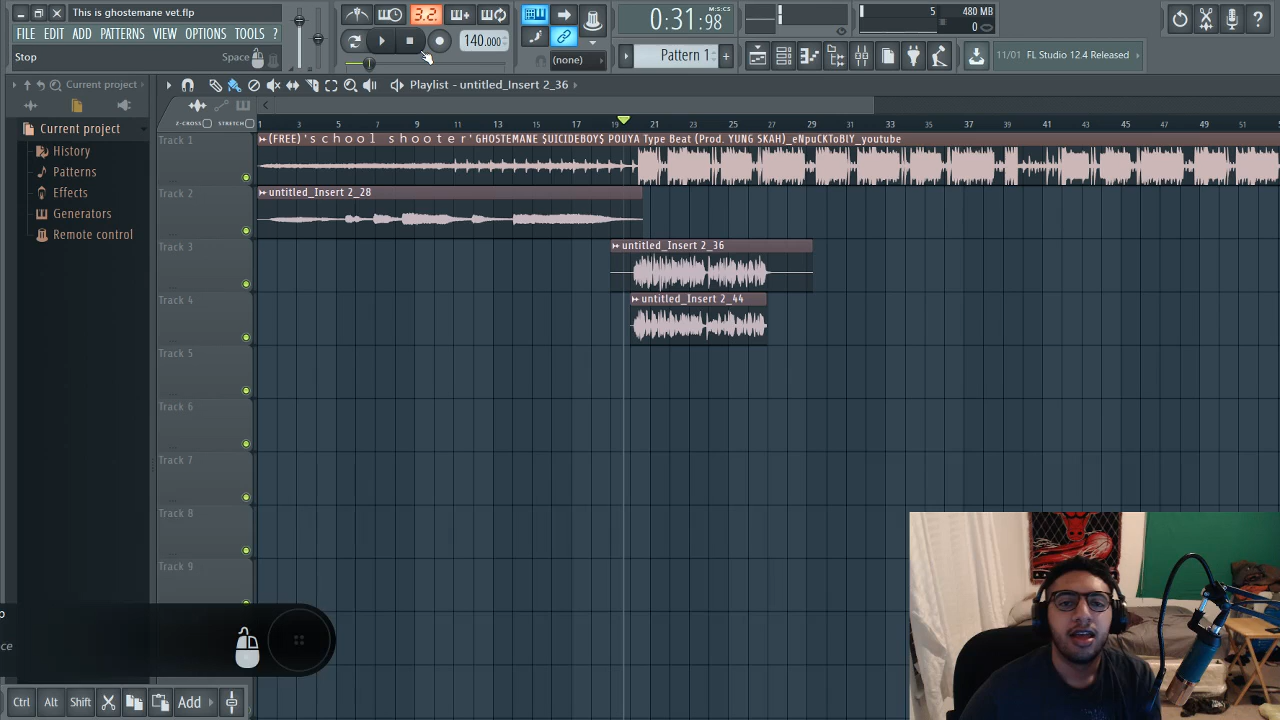 This is ghostemane vet.flp
FILE EDIT ADD PATTERNS VIEW OPTIONS TOOLS ?
Stop Space
3.2.
140.000
0:31:98
M:S:CS
Pattern 1
(none)
5 480 MB
0
11/01 FL Studio 12.4 Released
Current project
Playlist - untitled_Insert 2_36
Z-CROSS STRETCH
1 3 5 7 9 11 13 15 17 19 21 23 25 27 29 31 33 35 37 39 41 43 45 47 49 51
Current project
History
Patterns
Effects
Generators
Remote control
Track 1
(FREE)'s c h o o l s h o o t e r' GHOSTEMANE $UICIDEBOY$ POUYA Type Beat (Prod. YUNG SKAH)_eNpuCKToBIY_youtube
Track 2
untitled_Insert 2_28
Track 3
untitled_Insert 2_36
Track 4
untitled_Insert 2_44
Track 5
Track 6
Track 7
Track 8
Track 9
Ctrl Alt Shift Add